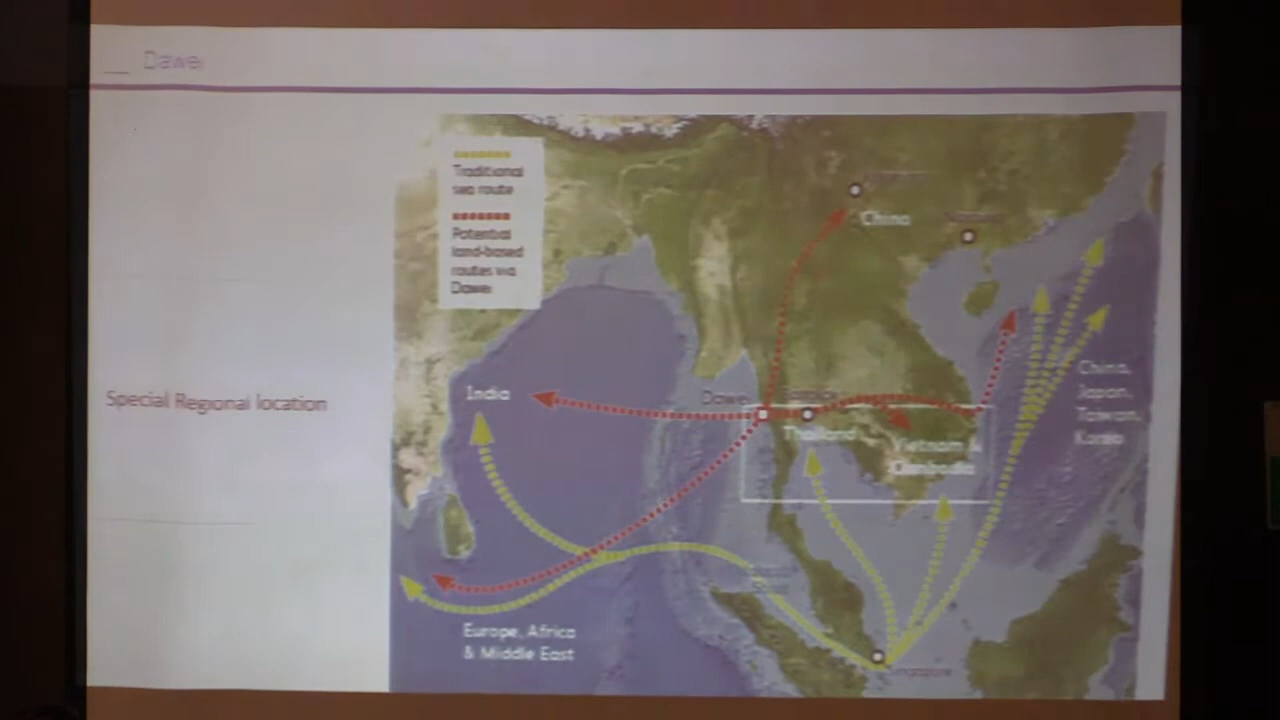 Dawei
Traditional
sea route
Potential
land-based
routes via
Dawei
Special Regional location
China
India
Dawei
Thailand
Vietnam &
Cambodia
China,
Japan,
Taiwan,
Korea
Europe, Africa
& Middle East
Singapore